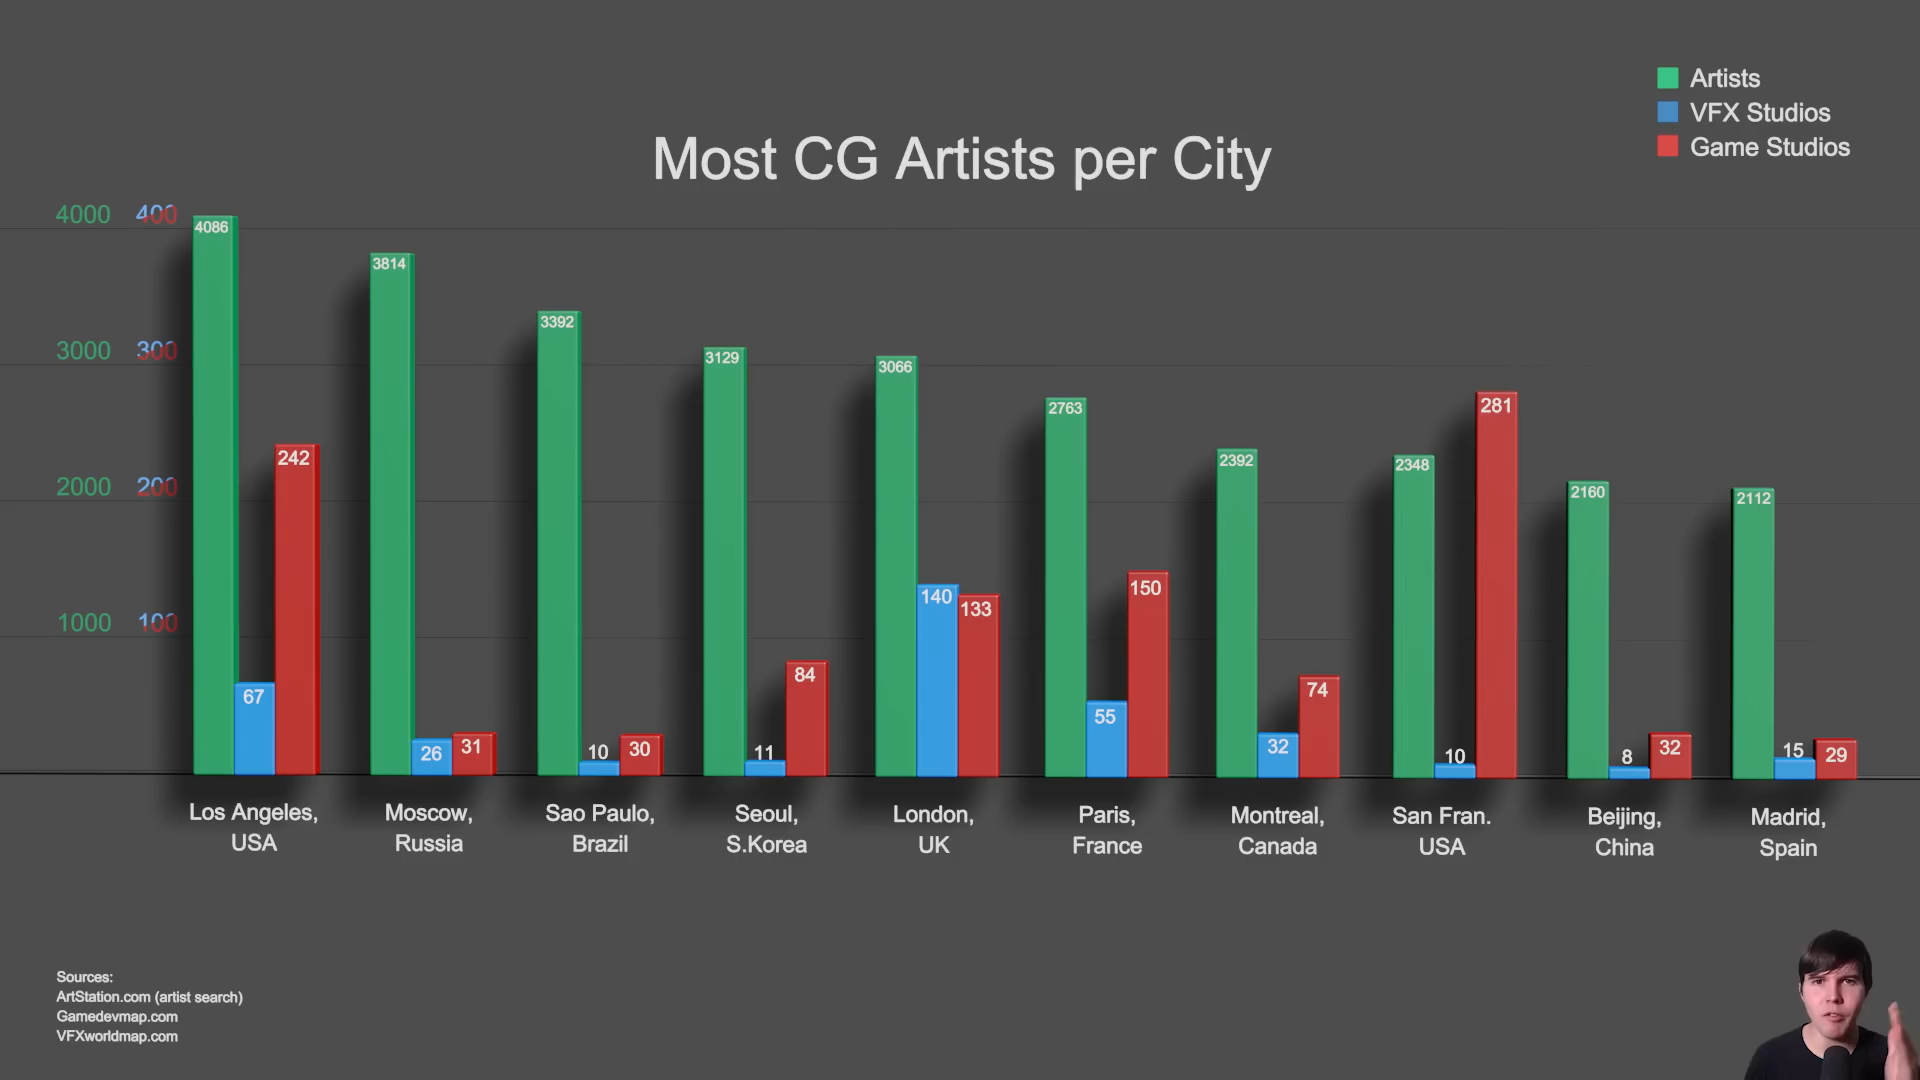 Artists
VFX Studios
Game Studios
Most CG Artists per City
4000 400 400
3000 300 300
2000 200 200
1000 100 100
4086 67 242
3814 26 31
3392 10 30
3129 11 84
3066 140 133
2763 55 150
2392 32 74
2348 10 281
2160 8 32
2112 15 29
Los Angeles,
USA
Moscow,
Russia
Sao Paulo,
Brazil
Seoul,
S.Korea
London,
UK
Paris,
France
Montreal,
Canada
San Fran.
USA
Beijing,
China
Madrid,
Spain
Sources:
ArtStation.com (artist search)
Gamedevmap.com
VFXworldmap.com